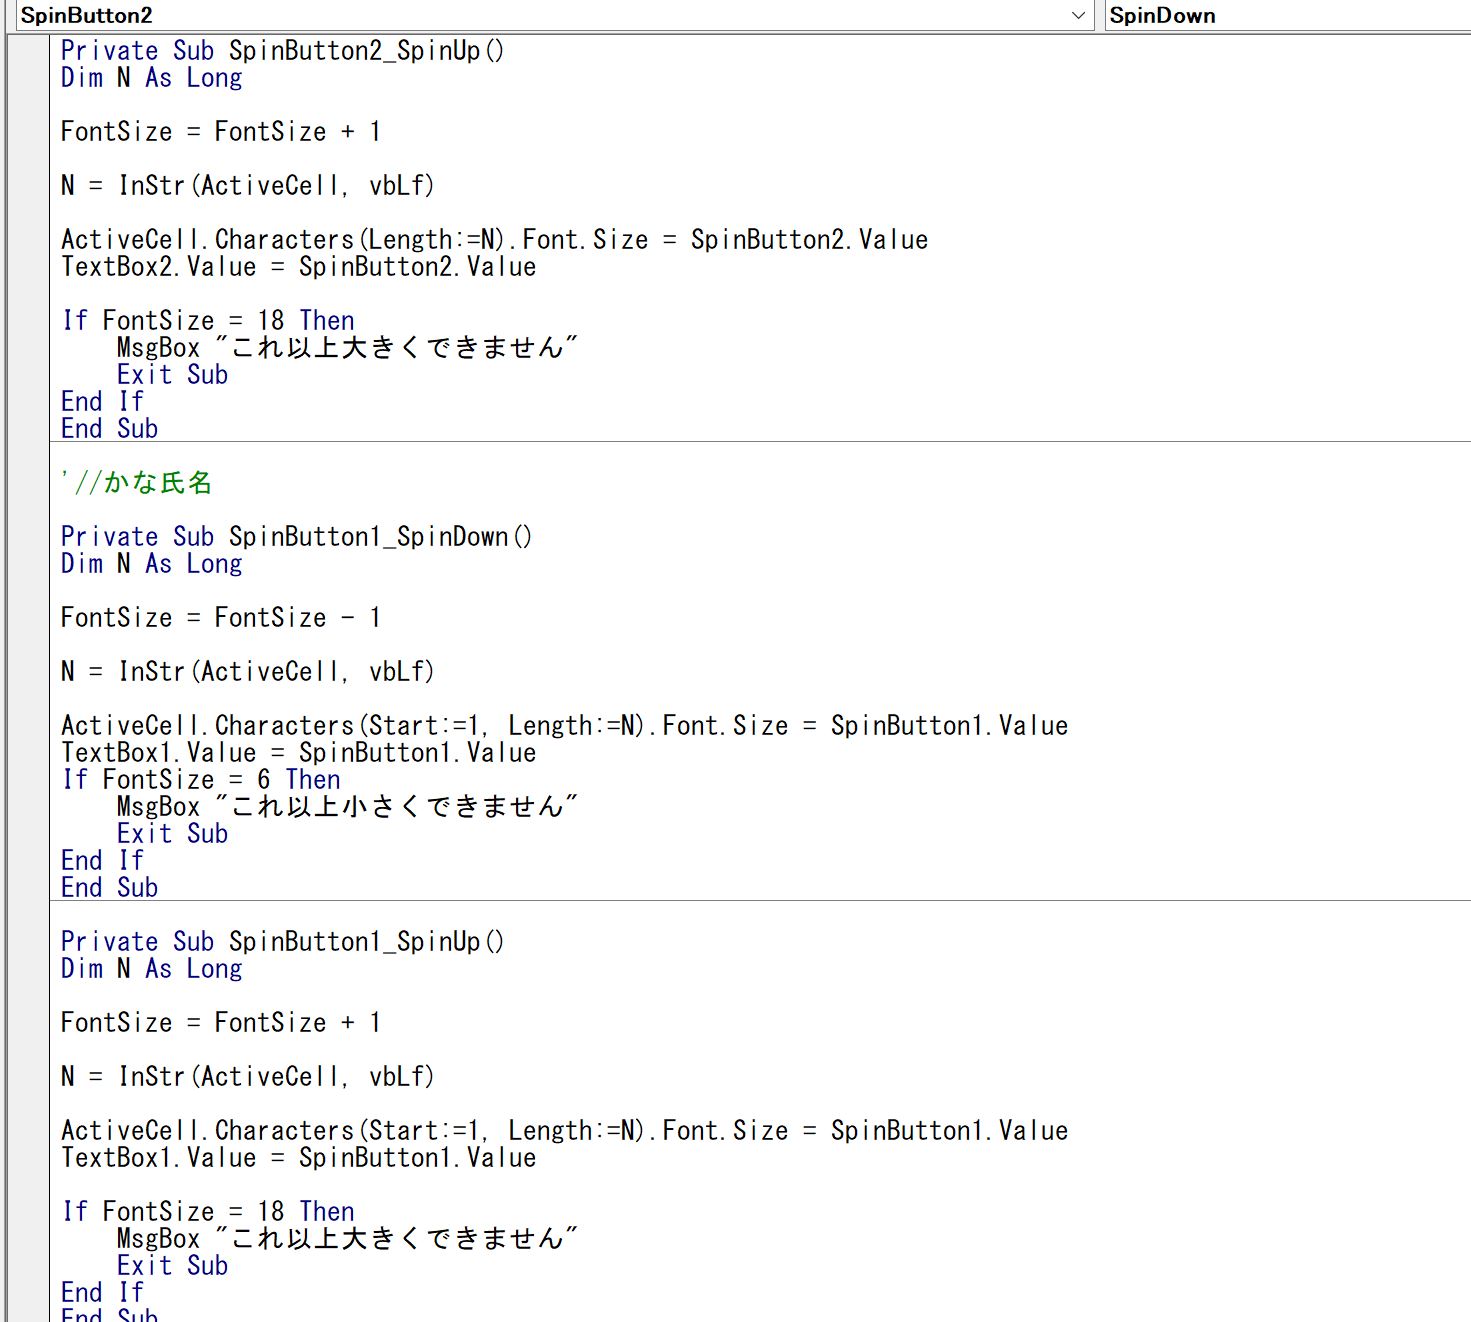 SpinButton2
SpinDown
Private Sub SpinButton2_SpinUp()
Dim N As Long
FontSize = FontSize + 1
N = InStr(ActiveCell, vbLf)
ActiveCell.Characters(Length:=N).Font.Size = SpinButton2.Value
TextBox2.Value = SpinButton2.Value
If FontSize = 18 Then
MsgBox "これ以上大きくできません"
Exit Sub
End If
End Sub
'//かな氏名
Private Sub SpinButton1_SpinDown()
Dim N As Long
FontSize = FontSize - 1
N = InStr(ActiveCell, vbLf)
ActiveCell.Characters(Start:=1, Length:=N).Font.Size = SpinButton1.Value
TextBox1.Value = SpinButton1.Value
If FontSize = 6 Then
MsgBox "これ以上小さくできません"
Exit Sub
End If
End Sub
Private Sub SpinButton1_SpinUp()
Dim N As Long
FontSize = FontSize + 1
N = InStr(ActiveCell, vbLf)
ActiveCell.Characters(Start:=1, Length:=N).Font.Size = SpinButton1.Value
TextBox1.Value = SpinButton1.Value
If FontSize = 18 Then
MsgBox "これ以上大きくできません"
Exit Sub
End If
End Sub